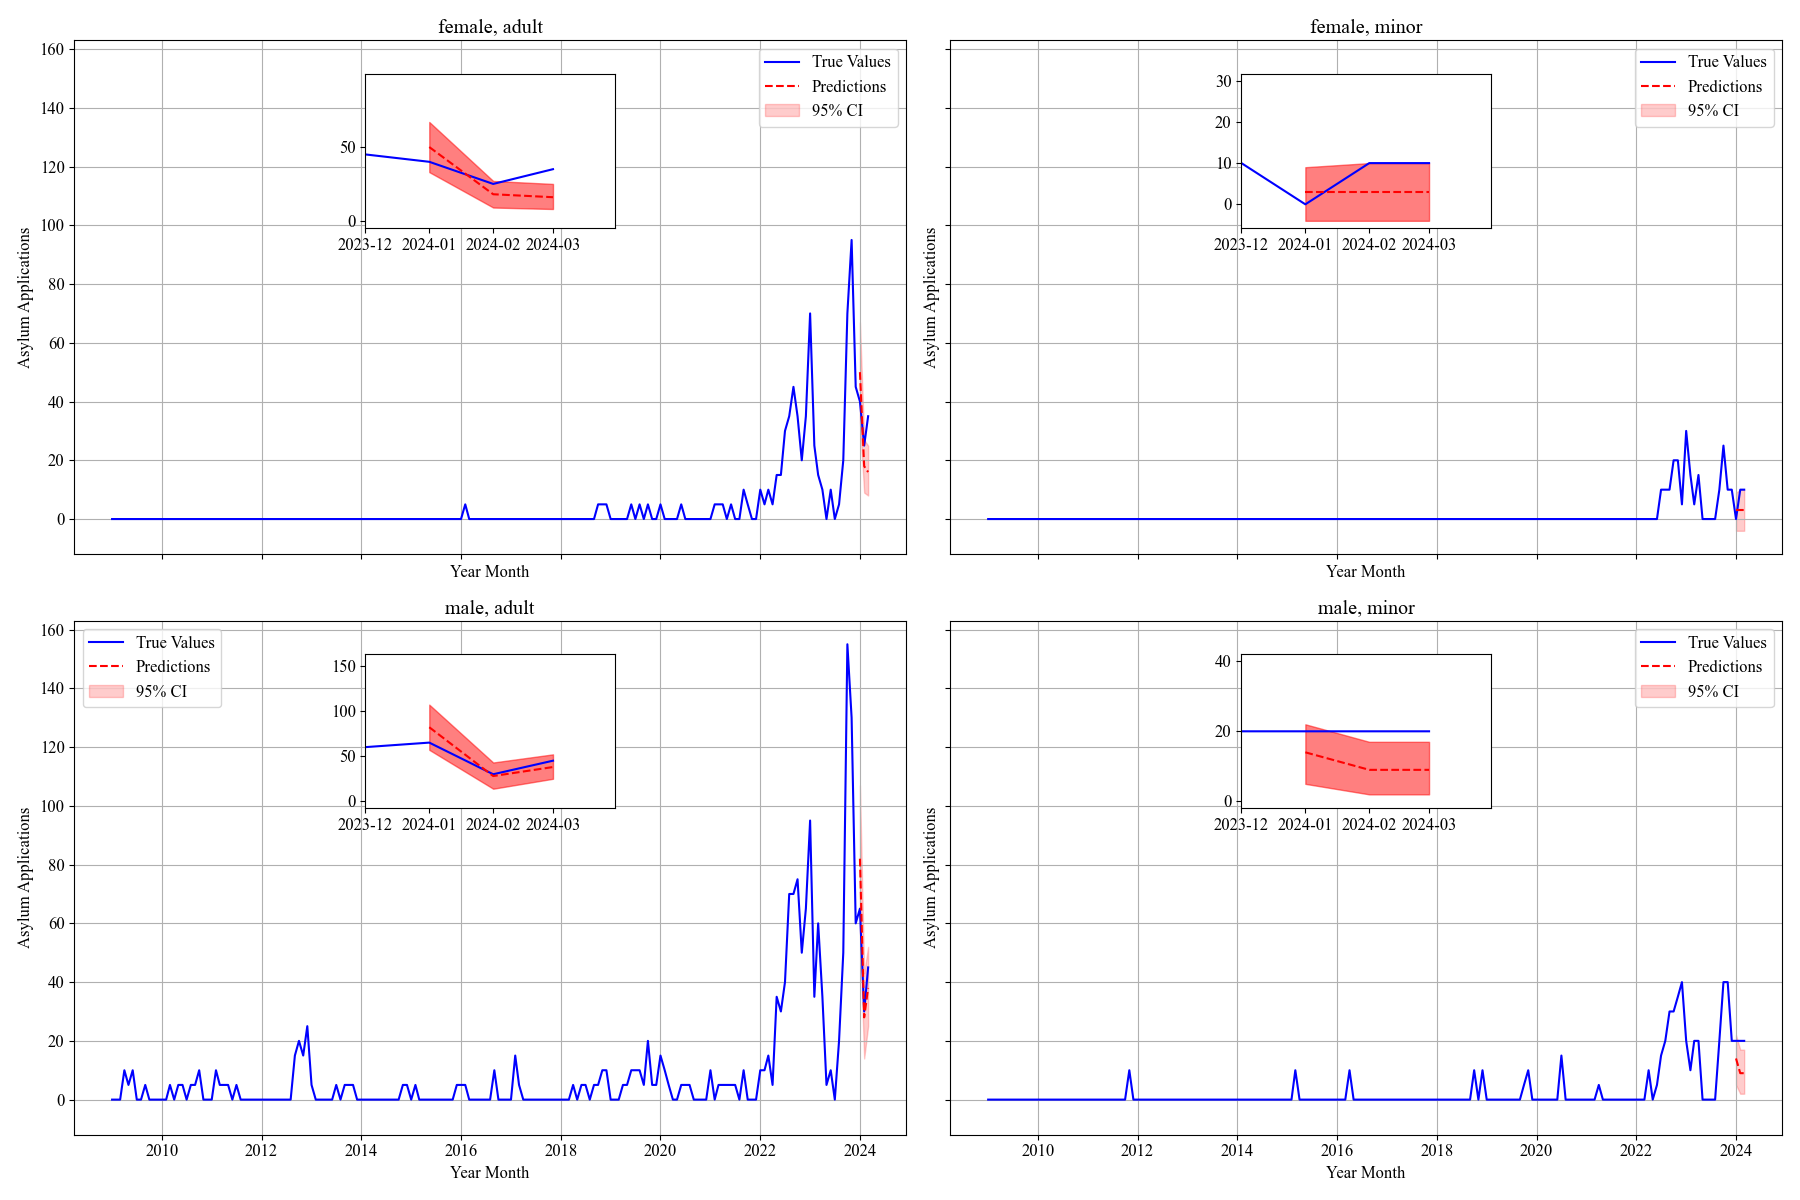 female, adult
160
140
120
100
80
60
40
20
0
Asylum Applications
True Values
Predictions
95% CI
50
0
2023-12 2024-01 2024-02 2024-03
Year Month
female, minor
Asylum Applications
True Values
Predictions
95% CI
30
20
10
0
2023-12 2024-01 2024-02 2024-03
Year Month
male, adult
160
140
120
100
80
60
40
20
0
Asylum Applications
True Values
Predictions
95% CI
150
100
50
0
2023-12 2024-01 2024-02 2024-03
2010 2012 2014 2016 2018 2020 2022 2024
Year Month
male, minor
Asylum Applications
True Values
Predictions
95% CI
40
20
0
2023-12 2024-01 2024-02 2024-03
2010 2012 2014 2016 2018 2020 2022 2024
Year Month